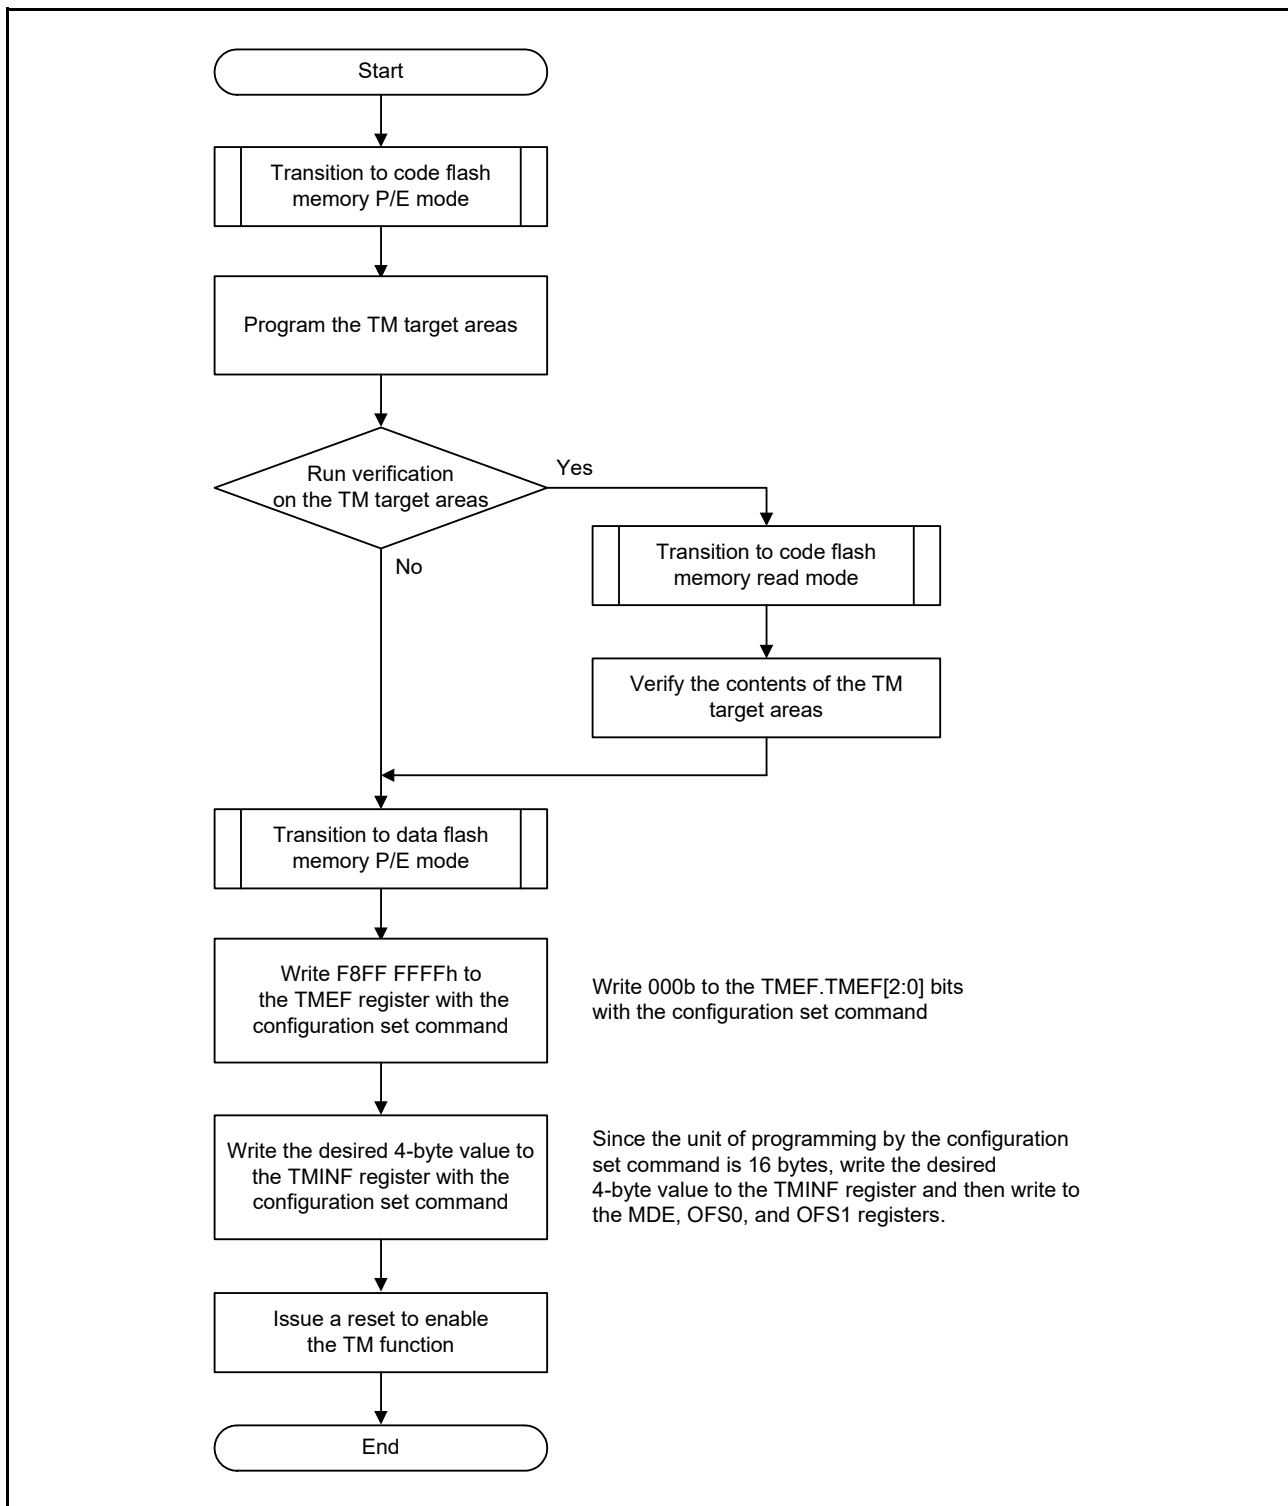 Start
Transition to code flash
memory P/E mode
Program the TM target areas
Run verification
on the TM target areas
Yes
No
Transition to code flash
memory read mode
Verify the contents of the TM
target areas
Transition to data flash
memory P/E mode
Write F8FF FFFFh to
the TMEF register with the
configuration set command
Write 000b to the TMEF.TMEF[2:0] bits
with the configuration set command
Write the desired 4-byte value to
the TMINF register with the
configuration set command
Since the unit of programming by the configuration
set command is 16 bytes, write the desired
4-byte value to the TMINF register and then write to
the MDE, OFS0, and OFS1 registers.
Issue a reset to enable
the TM function
End